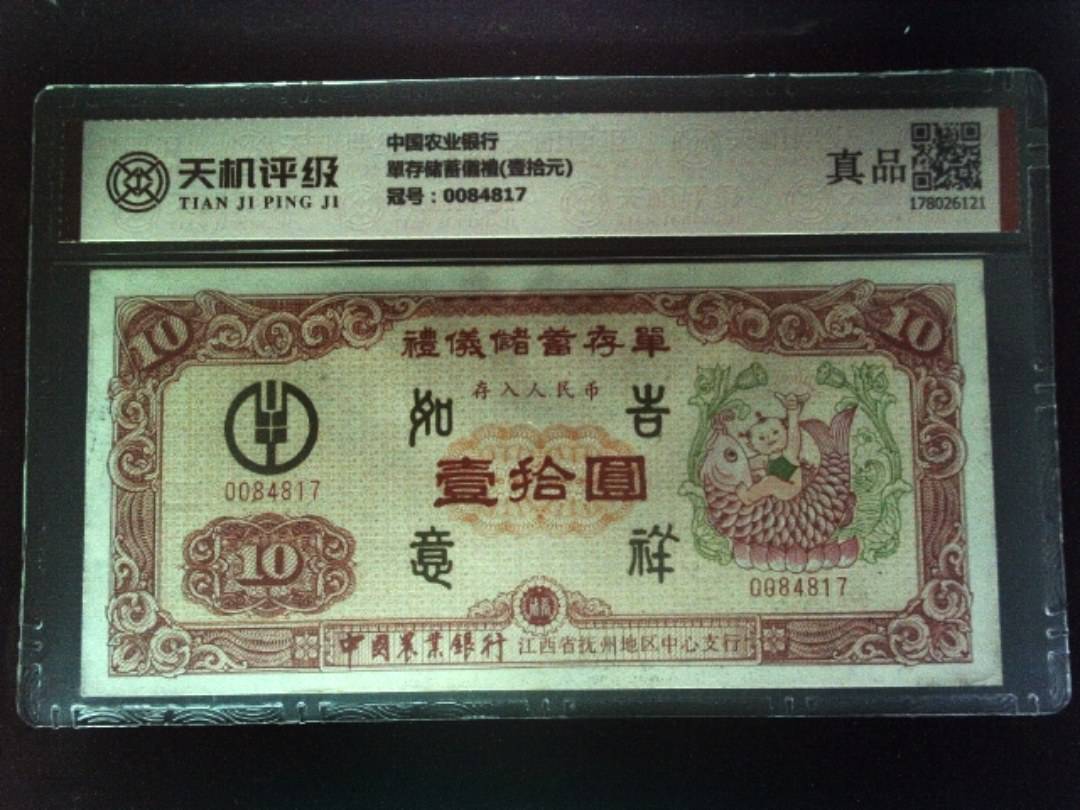 天机评级
TIAN JI PING JI
中国农业银行
單存儲蓄儀禮(壹拾元)
冠号：0084817
真品
178026121
10
10
禮儀儲蓄存單
存入人民币
如
吉
壹拾圓
意
祥
0084817
10
0084817
中國農業銀行 江西省抚州地区中心支行